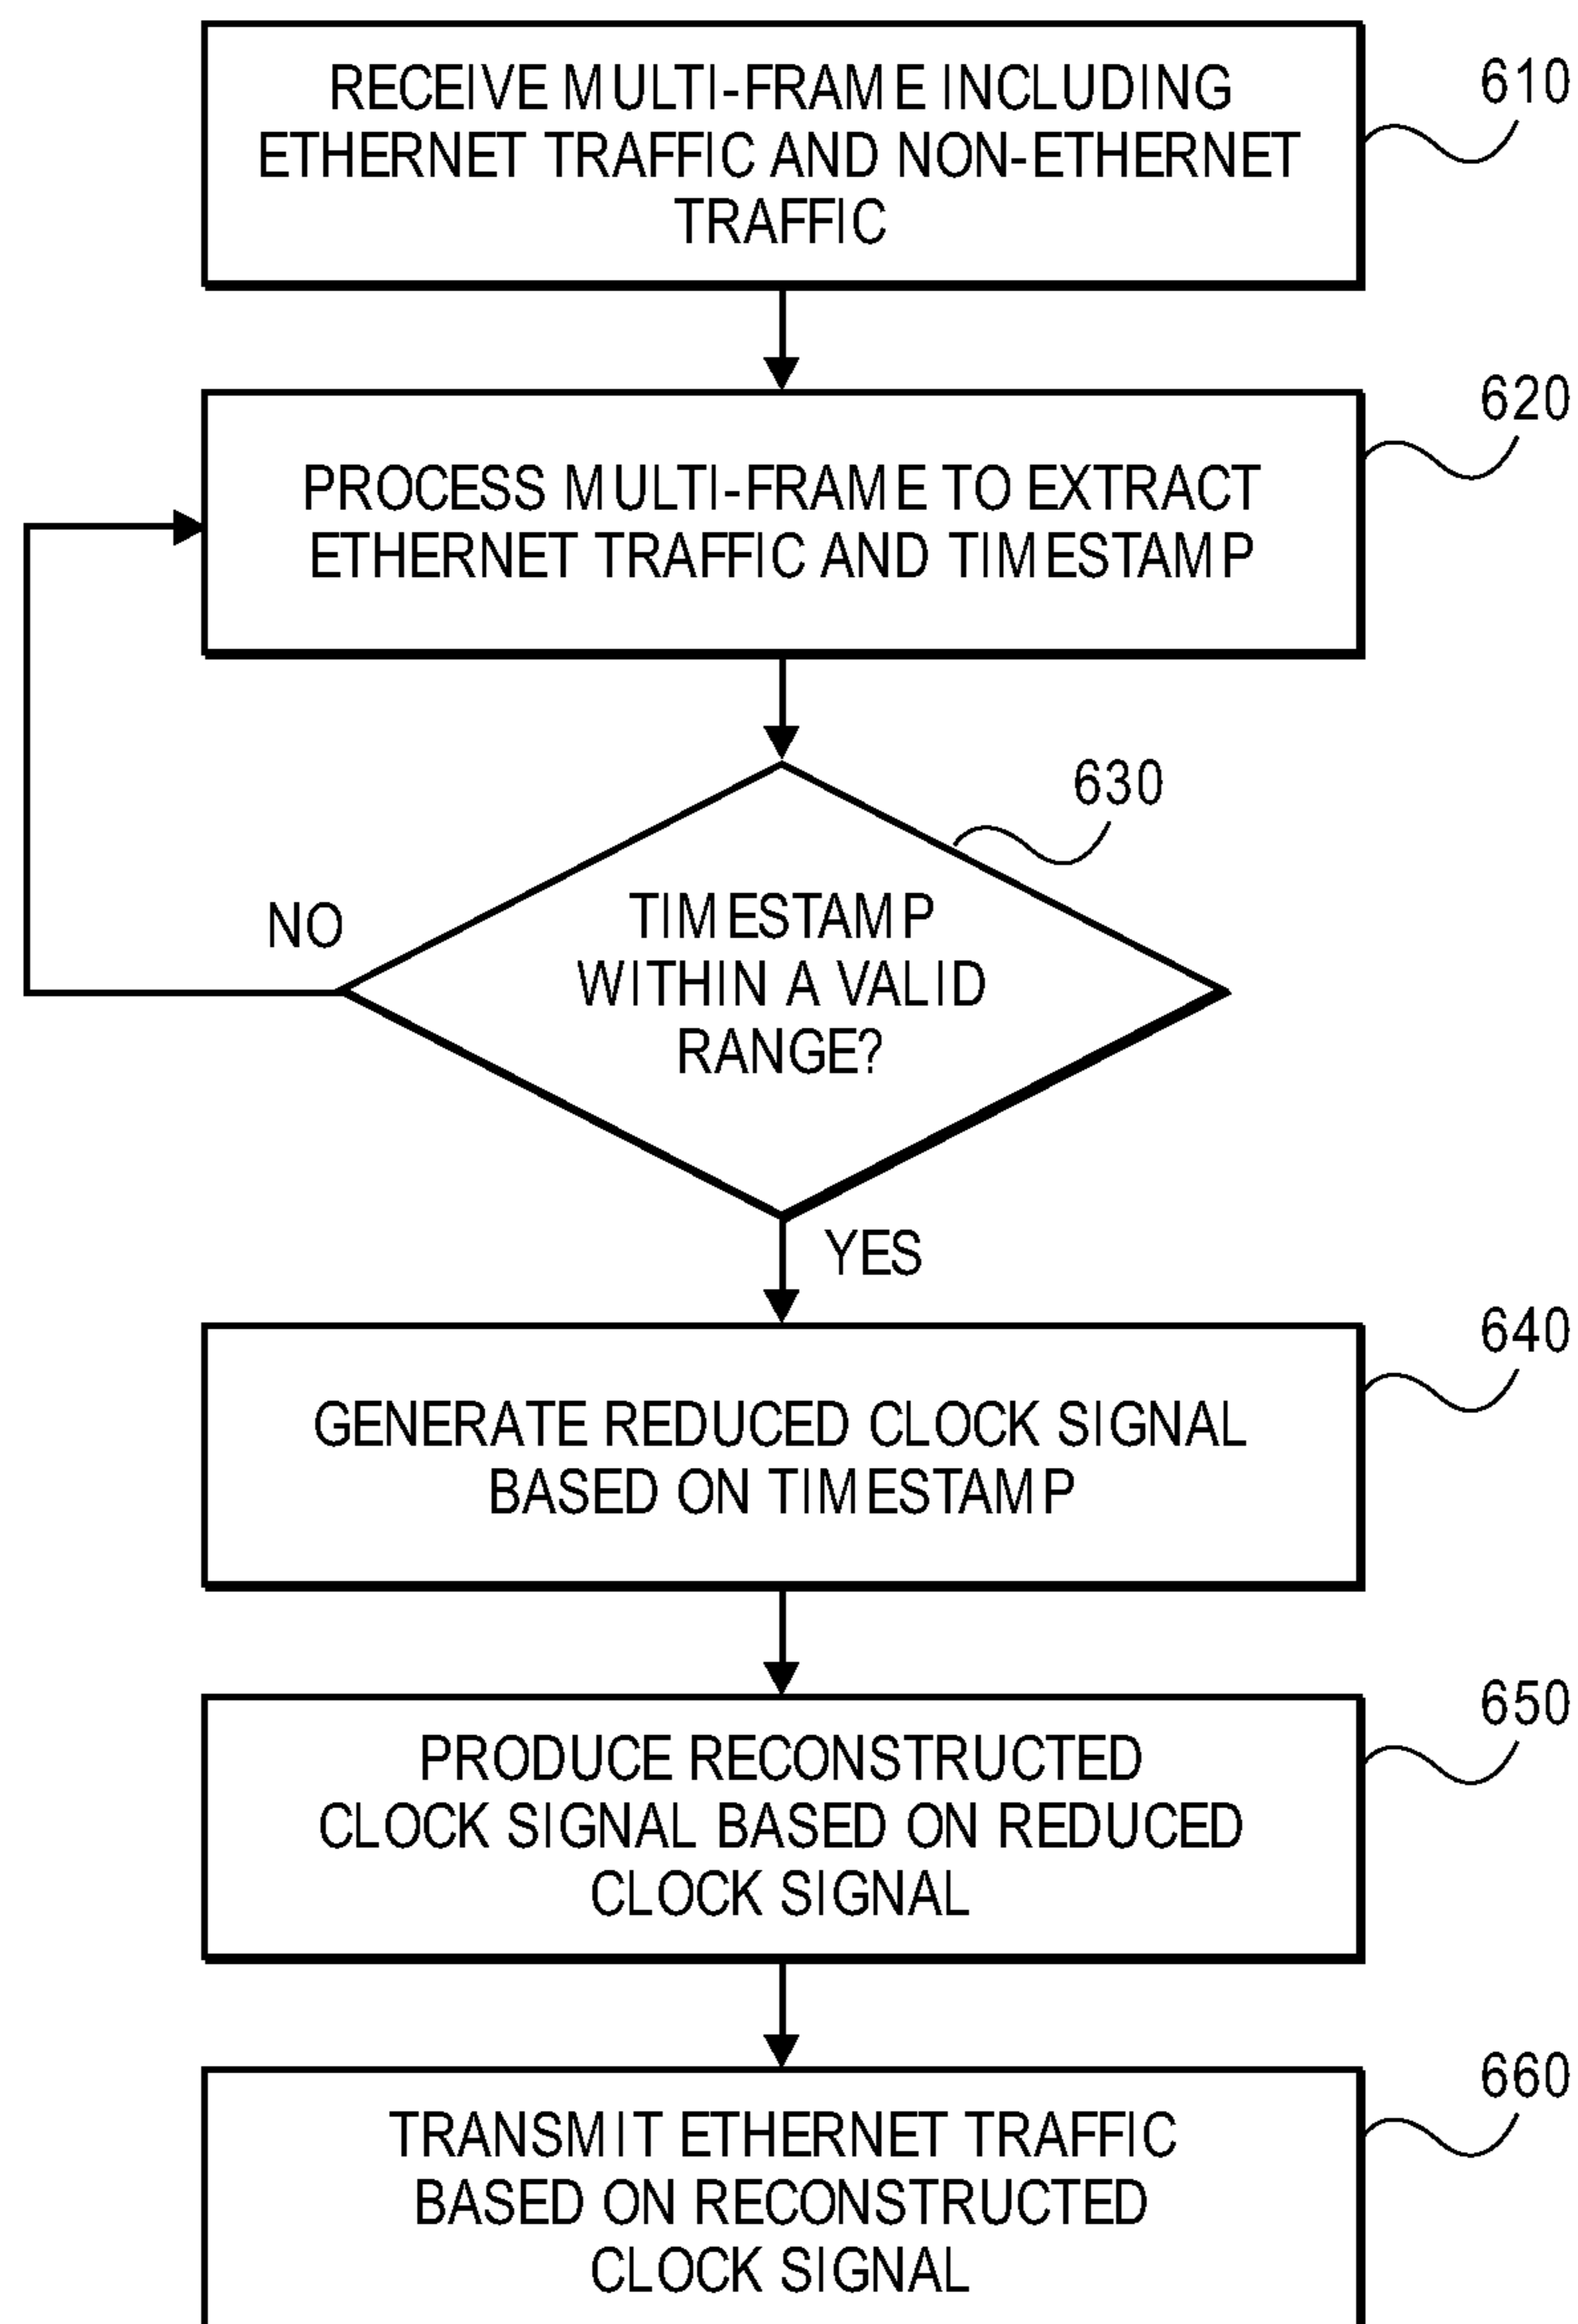 RECEIVE MULTI-FRAME INCLUDING
ETHERNET TRAFFIC AND NON-ETHERNET
TRAFFIC
610
PROCESS MULTI-FRAME TO EXTRACT
ETHERNET TRAFFIC AND TIMESTAMP
620
TIMESTAMP
WITHIN A VALID
RANGE?
630
NO
YES
GENERATE REDUCED CLOCK SIGNAL
BASED ON TIMESTAMP
640
PRODUCE RECONSTRUCTED
CLOCK SIGNAL BASED ON REDUCED
CLOCK SIGNAL
650
TRANSMIT ETHERNET TRAFFIC
BASED ON RECONSTRUCTED
CLOCK SIGNAL
660